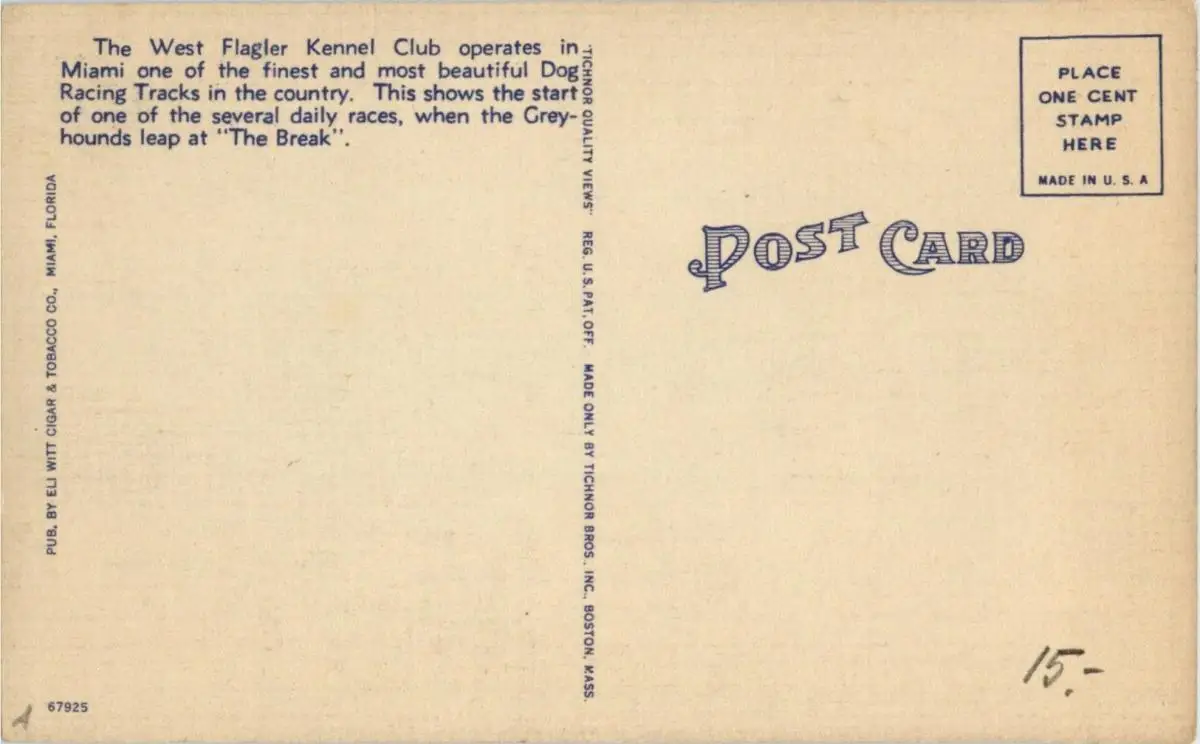 The West Flagler Kennel Club operates in
Miami one of the finest and most beautiful Dog
Racing Tracks in the country. This shows the start
of one of the several daily races, when the Grey-
hounds leap at "The Break".
PUB. BY ELI WITT CIGAR & TOBACCO CO., MIAMI, FLORIDA
67925
TICHNOR QUALITY VIEWS" REG. U. S. PAT. OFF. MADE ONLY BY TICHNOR BROS., INC., BOSTON, MASS.
PLACE
ONE CENT
STAMP
HERE
MADE IN U. S. A
POST CARD
15.-